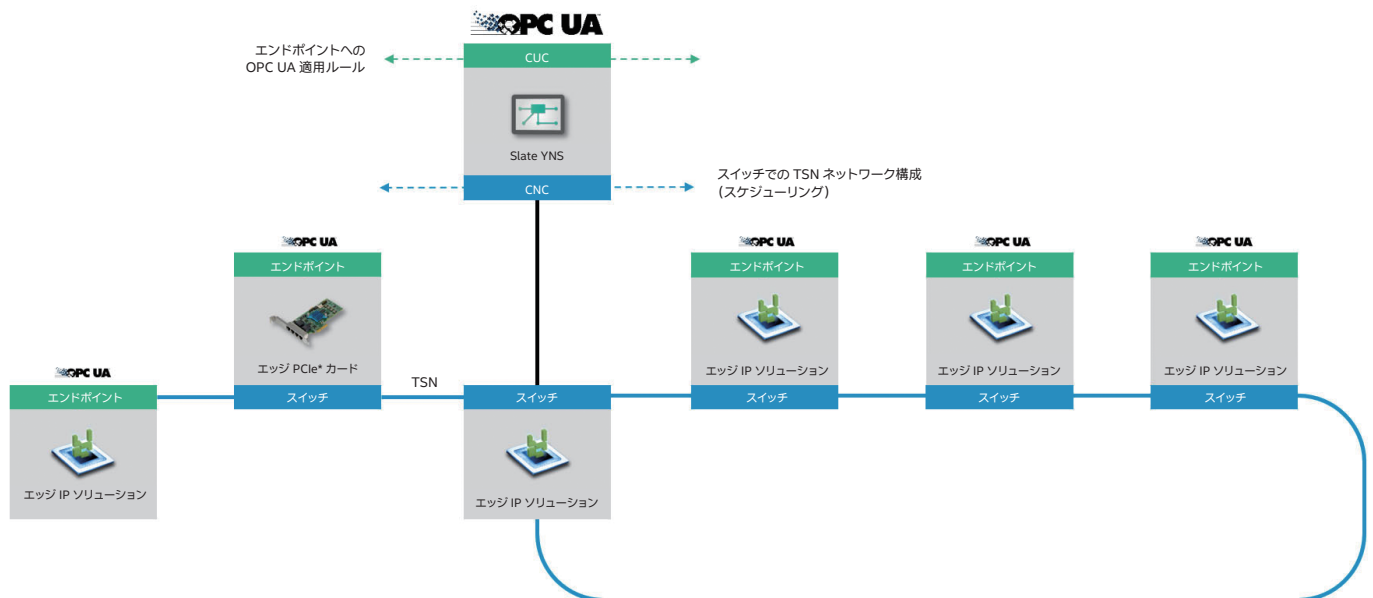 OPC UA
エンドポイントへの
OPC UA 適用ルール
CUC
Slate YNS
CNC
スイッチでの TSN ネットワーク構成
(スケジューリング)
OPC UA
エンドポイント
エッジ PCIe* カード
スイッチ
OPC UA
エンドポイント
エッジ IP ソリューション
TSN
スイッチ
エッジ IP ソリューション
OPC UA
エンドポイント
エッジ IP ソリューション
スイッチ
OPC UA
エンドポイント
エッジ IP ソリューション
スイッチ
OPC UA
エンドポイント
エッジ IP ソリューション
スイッチ